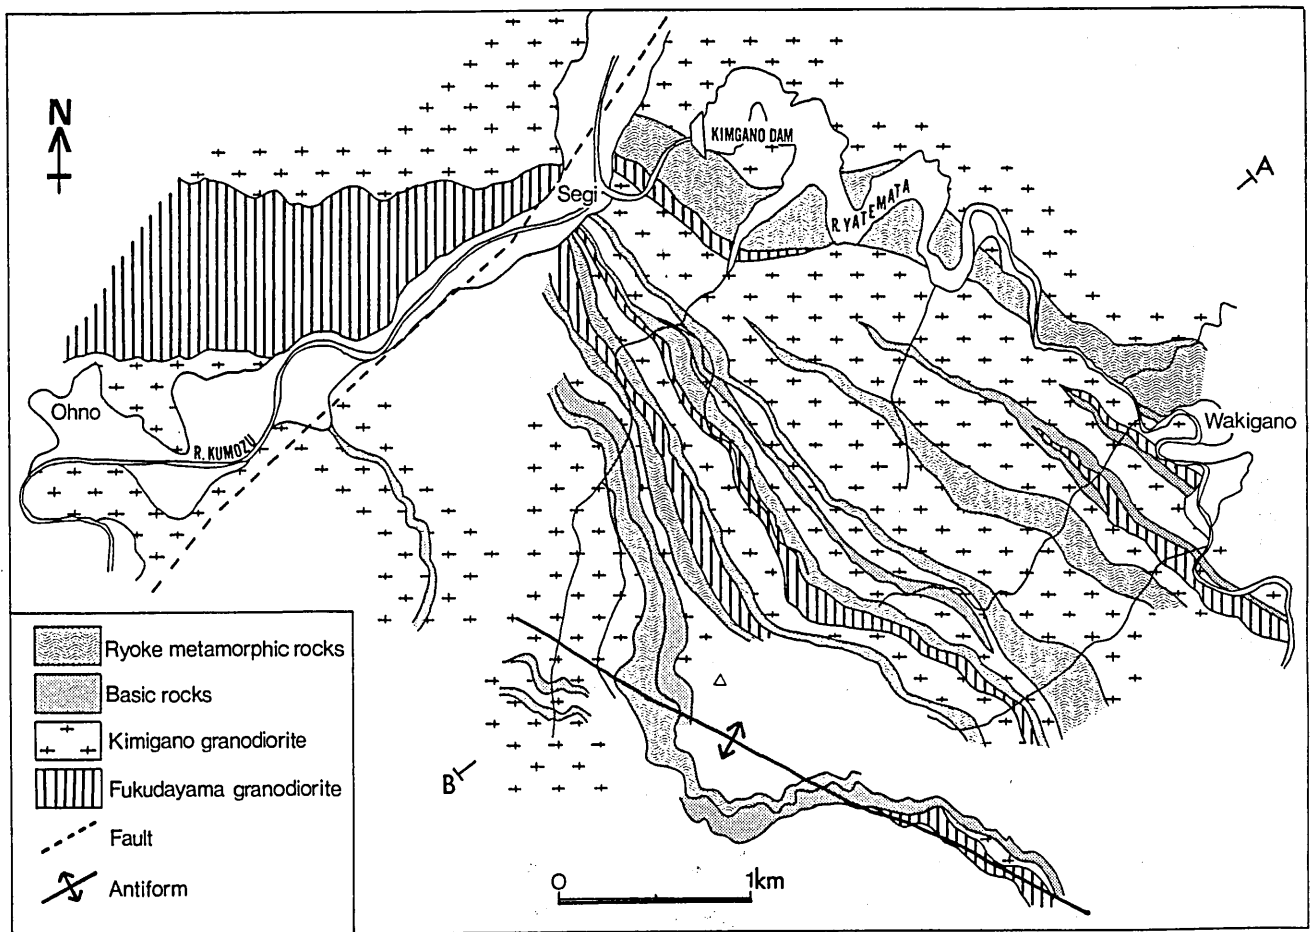 N
KIMGANO DAM
A
Segi
R.YATEMATA
Ohno
R. KUMOZU
Wakigano
B
Ryoke metamorphic rocks
Basic rocks
Kimigano granodiorite
Fukudayama granodiorite
Fault
Antiform
0 1km